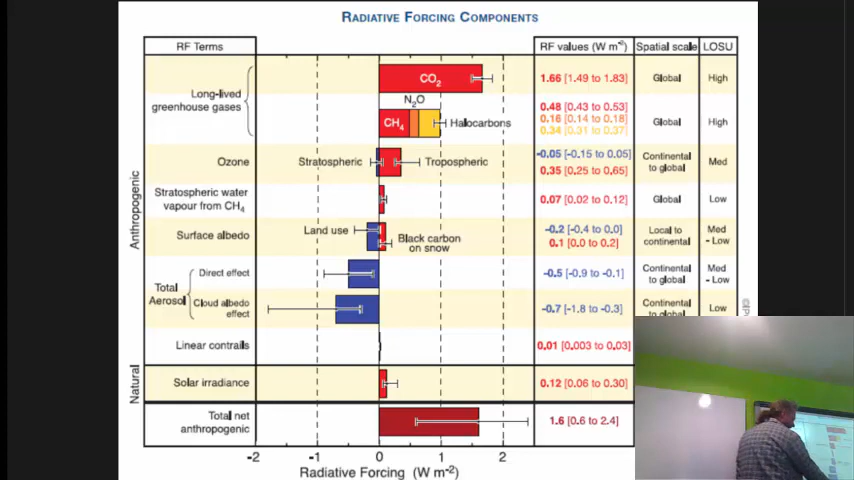 RADIATIVE FORCING COMPONENTS
RF Terms
RF values (W m⁻²)
Spatial scale
LOSU
Anthropogenic
Long-lived
greenhouse gases
CO₂
1.66 [1.49 to 1.83]
Global
High
N₂O
CH₄
Halocarbons
0.48 [0.43 to 0.53]
0.16 [0.14 to 0.18]
0.34 [0.31 to 0.37]
Global
High
Ozone
Stratospheric
Tropospheric
-0.05 [-0.15 to 0.05]
0.35 [0.25 to 0.65]
Continental
to global
Med
Stratospheric water
vapour from CH₄
0.07 [0.02 to 0.12]
Global
Low
Surface albedo
Land use
Black carbon
on snow
-0.2 [-0.4 to 0.0]
0.1 [0.0 to 0.2]
Local to
continental
Med
- Low
Total
Aerosol
Direct effect
-0.5 [-0.9 to -0.1]
Continental
to global
Med
- Low
Cloud albedo
effect
-0.7 [-1.8 to -0.3]
Continental
to global
Low
Linear contrails
0.01 [0.003 to 0.03]
Natural
Solar irradiance
0.12 [0.06 to 0.30]
Total net
anthropogenic
1.6 [0.6 to 2.4]
-2 -1 0 1 2
Radiative Forcing (W m⁻²)